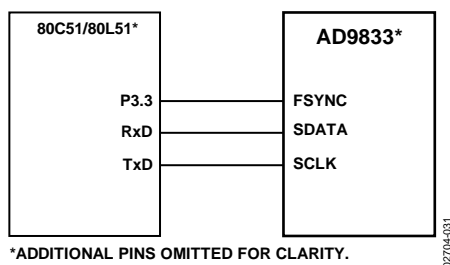 80C51/80L51*
AD9833*
P3.3
FSYNC
RxD
SDATA
TxD
SCLK
*ADDITIONAL PINS OMITTED FOR CLARITY.
02704-031